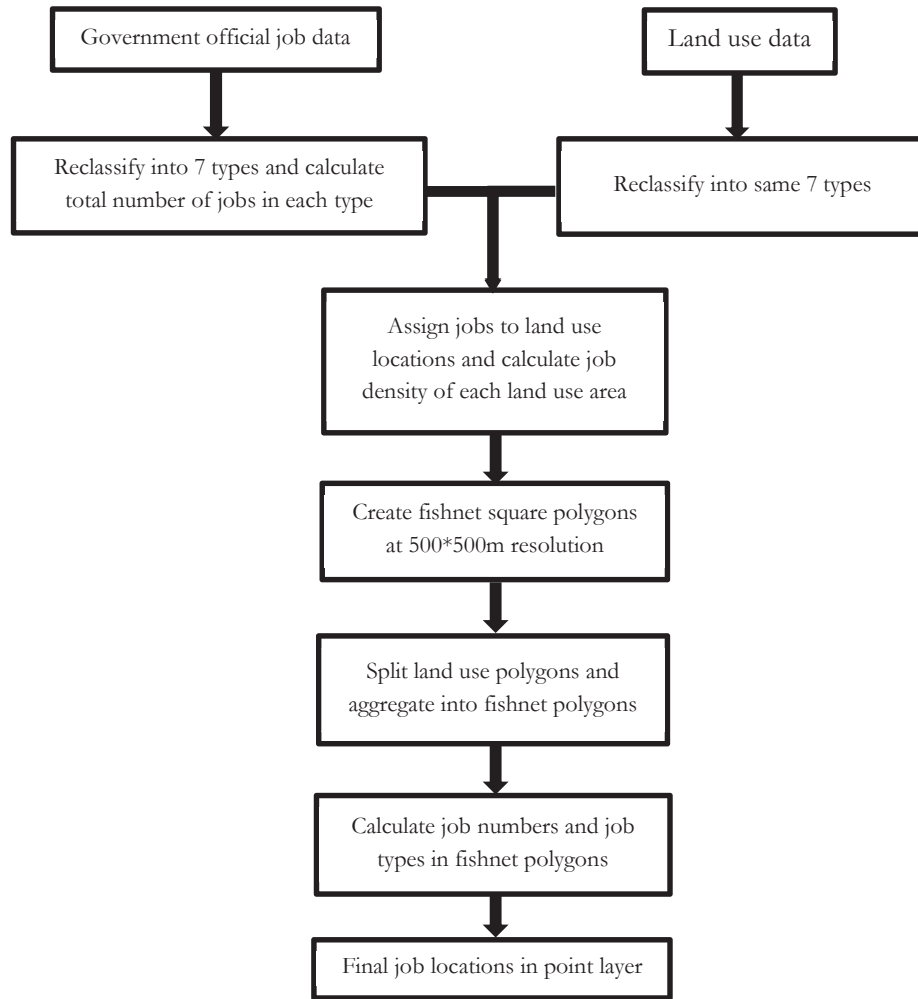 Government official job data
Land use data
Reclassify into 7 types and calculate
total number of jobs in each type
Reclassify into same 7 types
Assign jobs to land use
locations and calculate job
density of each land use area
Create fishnet square polygons
at 500*500m resolution
Split land use polygons and
aggregate into fishnet polygons
Calculate job numbers and job
types in fishnet polygons
Final job locations in point layer